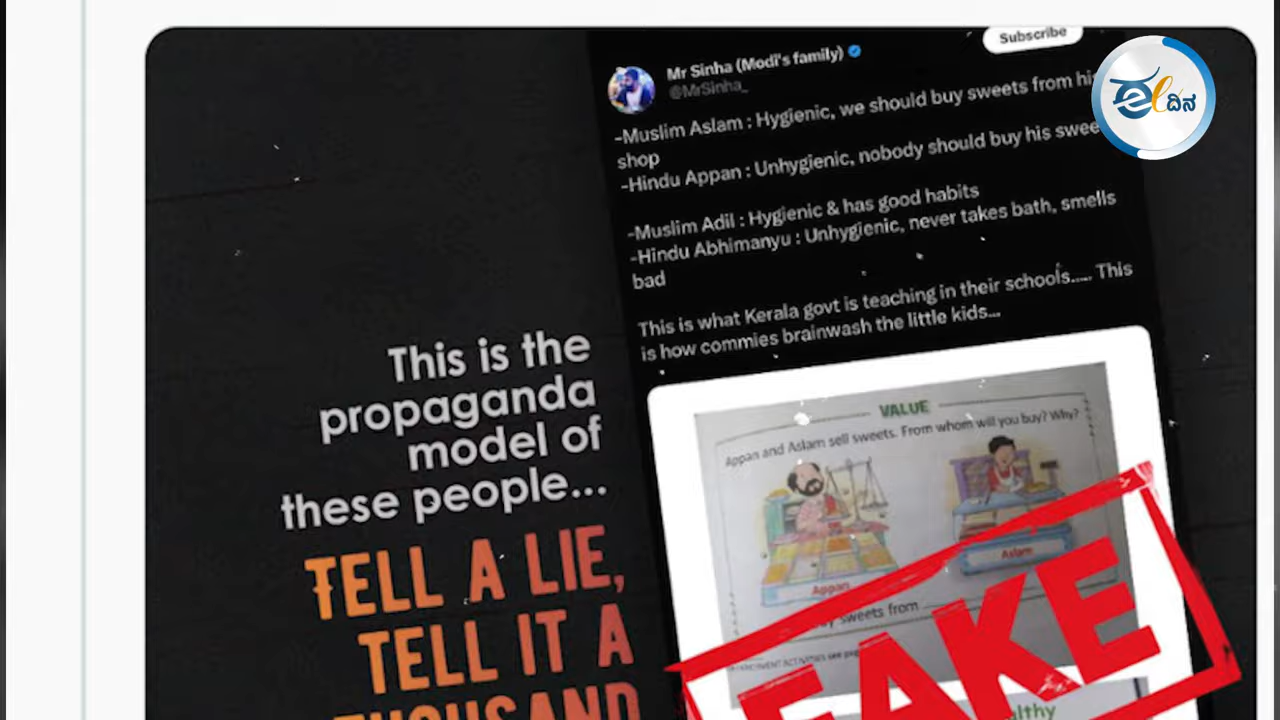 Subscribe
Mr Sinha (Modi's family)
@MrSinha_
-Muslim Aslam : Hygienic, we should buy sweets from his
shop
-Hindu Appan : Unhygienic, nobody should buy his swee
-Muslim Adil : Hygienic & has good habits
-Hindu Abhimanyu : Unhygienic, never takes bath, smells
bad
This is what Kerala govt is teaching in their schools..... This
is how commies brainwash the little kids...
ಈದಿನ
This is the
propaganda
model of
these people...
TELL A LIE,
TELL IT A
THOUSAND
VALUE
Appan and Aslam sell sweets. From whom will you buy? Why?
Appan
Aslam
sweets from
FAKE